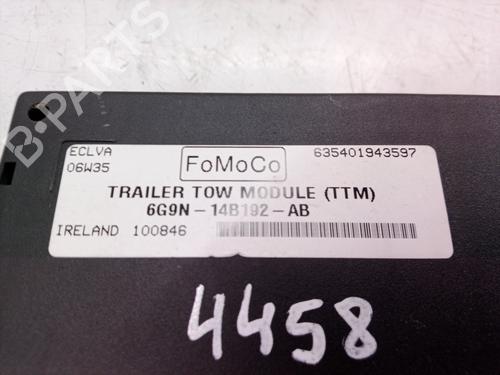 ECLVA
06W35
FoMoCo
635401943597
TRAILER TOW MODULE (TTM)
6G9N-14B192-AB
IRELAND 100846
4458
B-PARTS